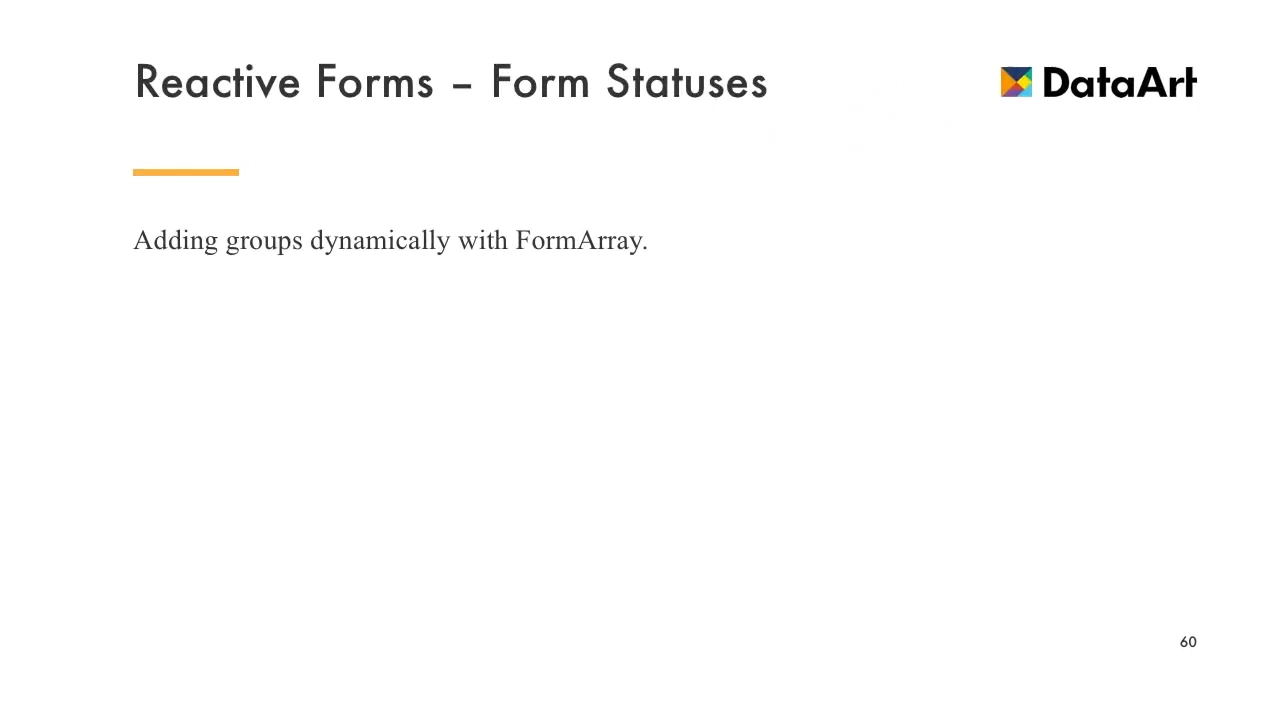 Reactive Forms – Form Statuses
DataArt
Adding groups dynamically with FormArray.
60